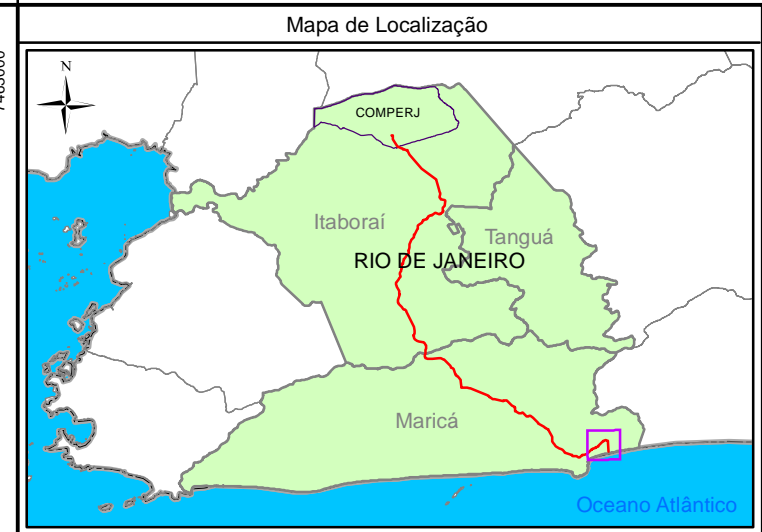 Mapa de Localização
N
COMPERJ
Itaboraí
Tanguá
RIO DE JANEIRO
Maricá
Oceano Atlântico